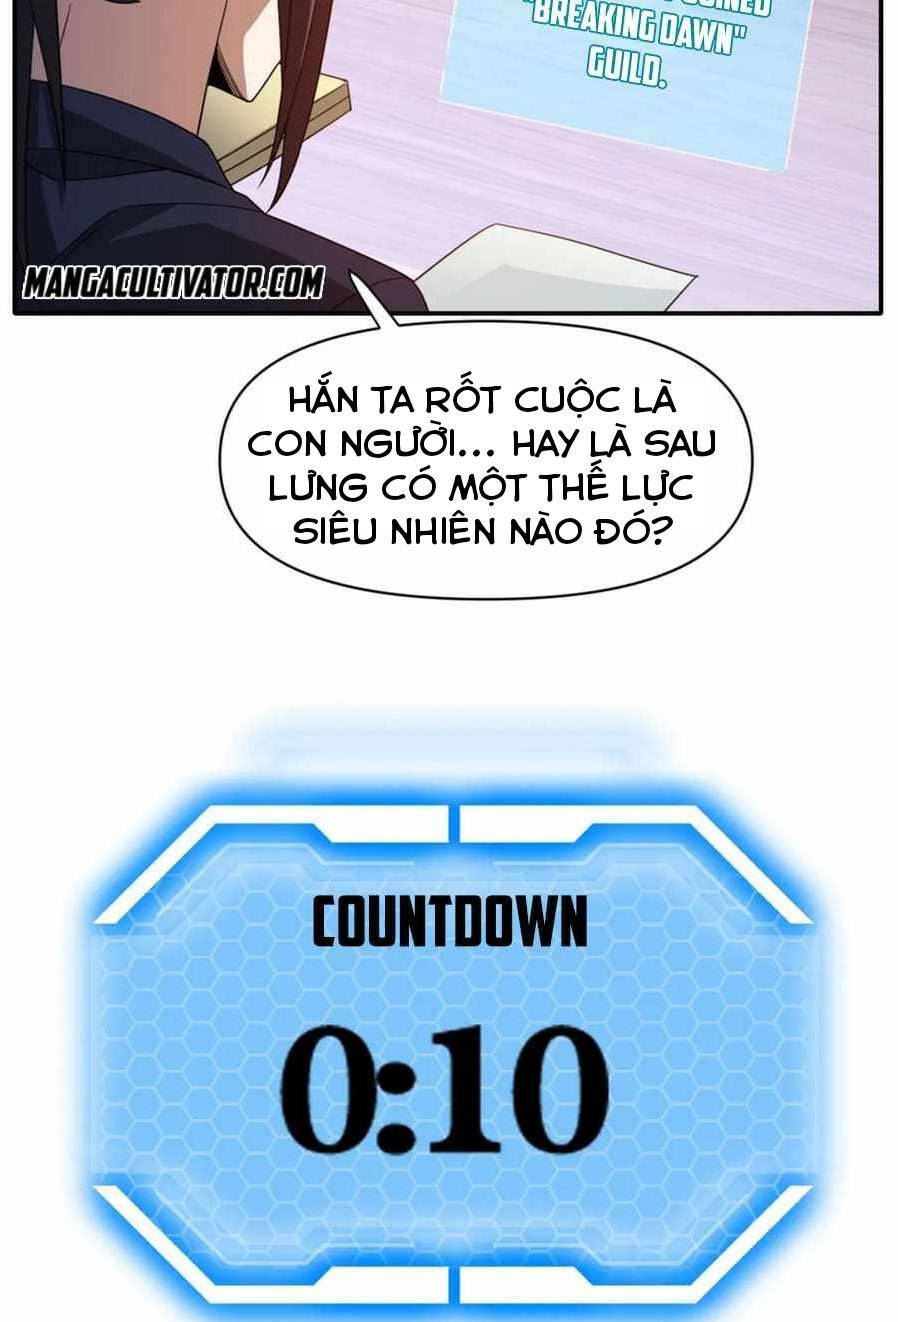 "BREAKING DAWN"
GUILD.
MANGACULTIVATOR.COM
HẮN TA RỐT CUỘC LÀ
CON NGƯỜI... HAY LÀ SAU
LƯNG CÓ MỘT THẾ LỰC
SIÊU NHIÊN NÀO ĐÓ?
COUNTDOWN
0:10